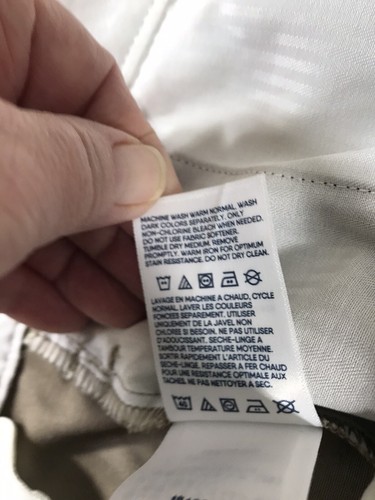 MACHINE WASH WARM NORMAL. WASH
DARK COLORS SEPARATELY. ONLY
NON-CHLORINE BLEACH WHEN NEEDED.
DO NOT USE FABRIC SOFTENER.
TUMBLE DRY MEDIUM. REMOVE
PROMPTLY. WARM IRON FOR OPTIMUM
STAIN RESISTANCE. DO NOT DRY CLEAN.
LAVAGE EN MACHINE A CHAUD, CYCLE
NORMAL. LAVER LES COULEURS
FONCÉES SEPAREMENT. UTILISER
UNIQUEMENT DE LA JAVEL NON
CHLORE SI BESOIN. NE PAS UTILISER
D'ADOUCISSANT. SECHE-LINGE A
TAMBOUR TEMPERATURE MOYENNE.
SORTIR RAPIDEMENT L'ARTICLE DU
SECHE-LINGE. REPASSER A FER CHAUD
POUR UNE RESISTANCE OPTIMALE AUX
TACHES. NE PAS NETTOYER A SEC.
40